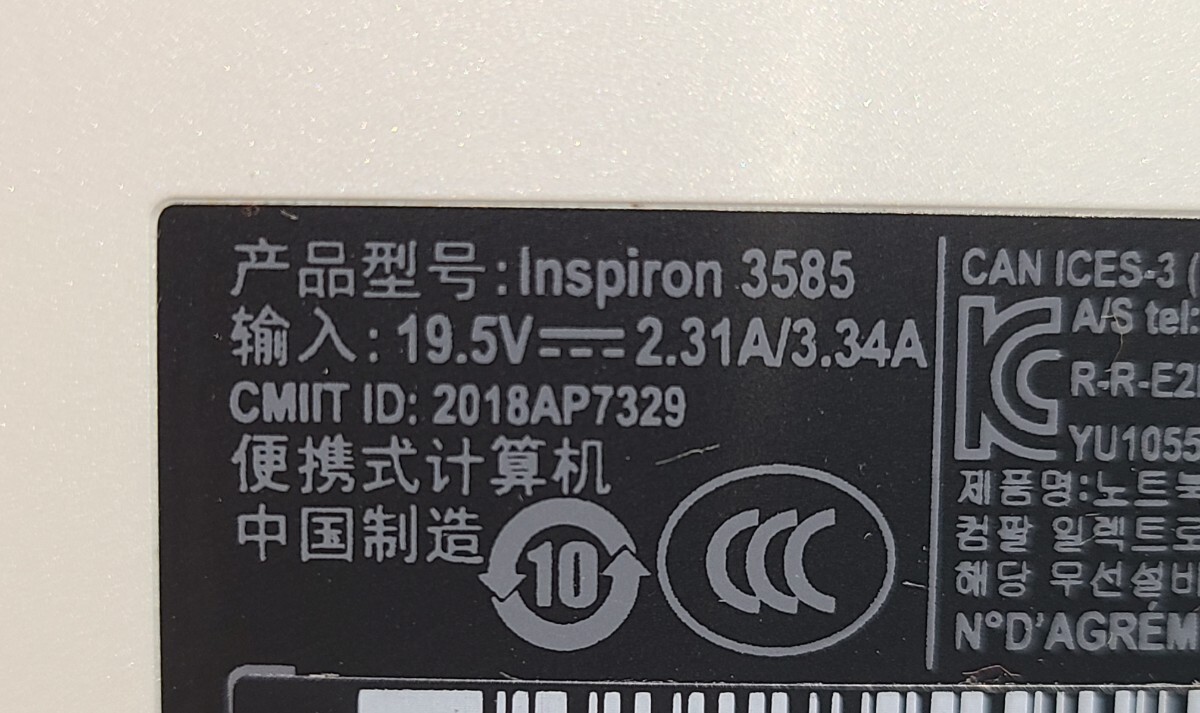 产品型号:Inspiron 3585
输入: 19.5V⎓2.31A/3.34A
CMIIT ID: 2018AP7329
便携式计算机
中国制造
10
CCC
CAN ICES-3 (
A/S tel:
R-R-E2
YU1055
제품명:노트북
컴팔 일렉트로
해당 무선설비
N°D'AGRÉM